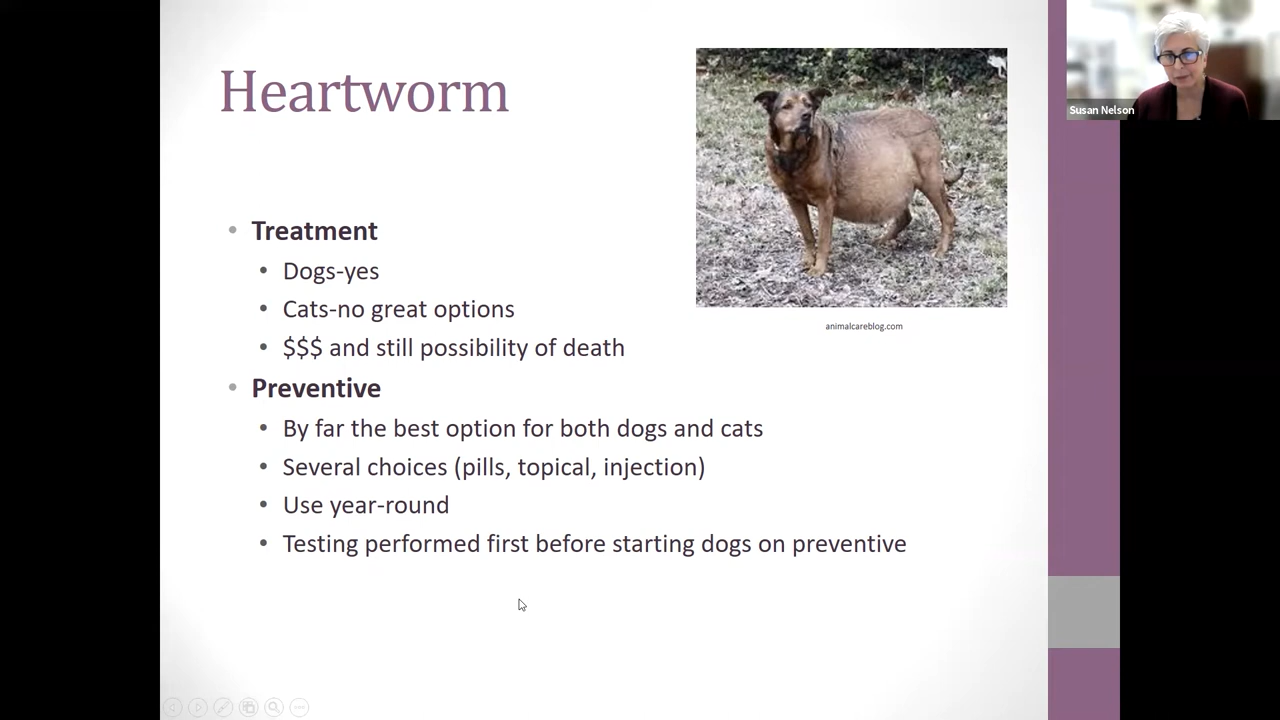 Heartworm
Susan Nelson
animalcareblog.com
• Treatment
• Dogs-yes
• Cats-no great options
• $$$ and still possibility of death
• Preventive
• By far the best option for both dogs and cats
• Several choices (pills, topical, injection)
• Use year-round
• Testing performed first before starting dogs on preventive